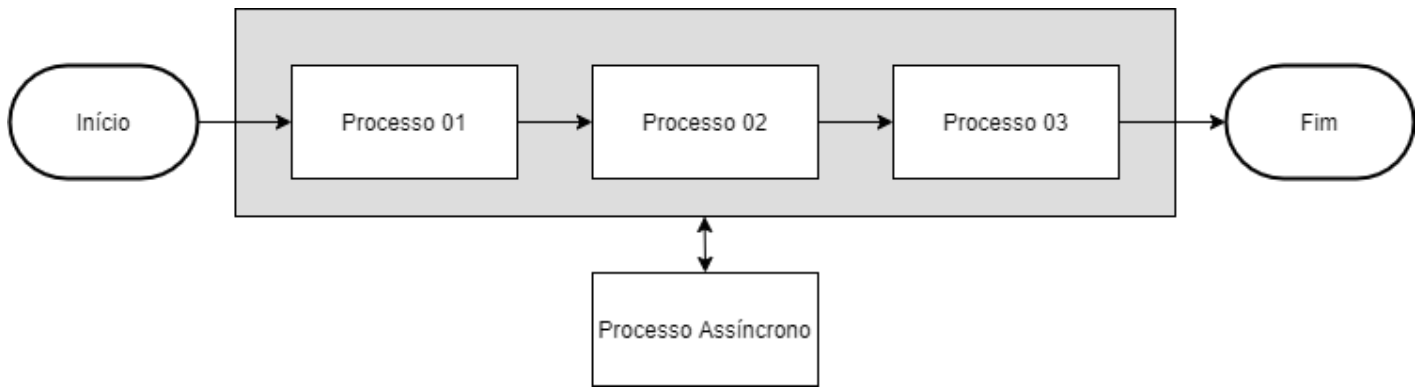 Início
Processo 01
Processo 02
Processo 03
Fim
Processo Assíncrono